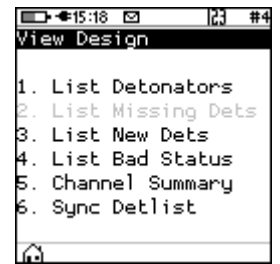 15:18 123 #4
View Design
1. List Detonators
2. List Missing Dets
3. List New Dets
4. List Bad Status
5. Channel Summary
6. Sync Detlist